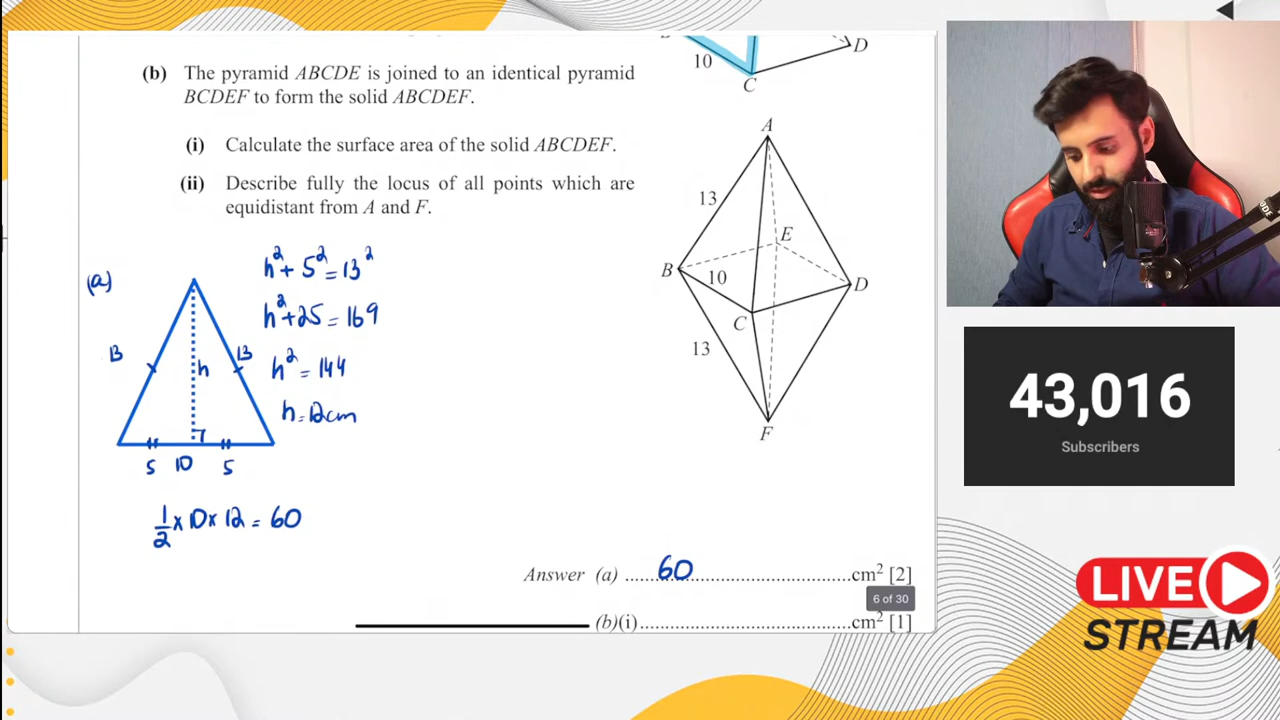 10
C
D
(b) The pyramid ABCDE is joined to an identical pyramid
BCDEF to form the solid ABCDEF.
(i) Calculate the surface area of the solid ABCDEF.
(ii) Describe fully the locus of all points which are
equidistant from A and F.
A
13
E
B
10
D
C
13
F
(a)
13
13
h
5 10 5
h² + 5² = 13²
h² + 25 = 169
h² = 144
h = 12cm
1/2 × 10 × 12 = 60
Answer (a) ...... 60 ...... cm² [2]
6 of 30
(b)(i) ...... cm² [1]
43,016
Subscribers
LIVE
STREAM